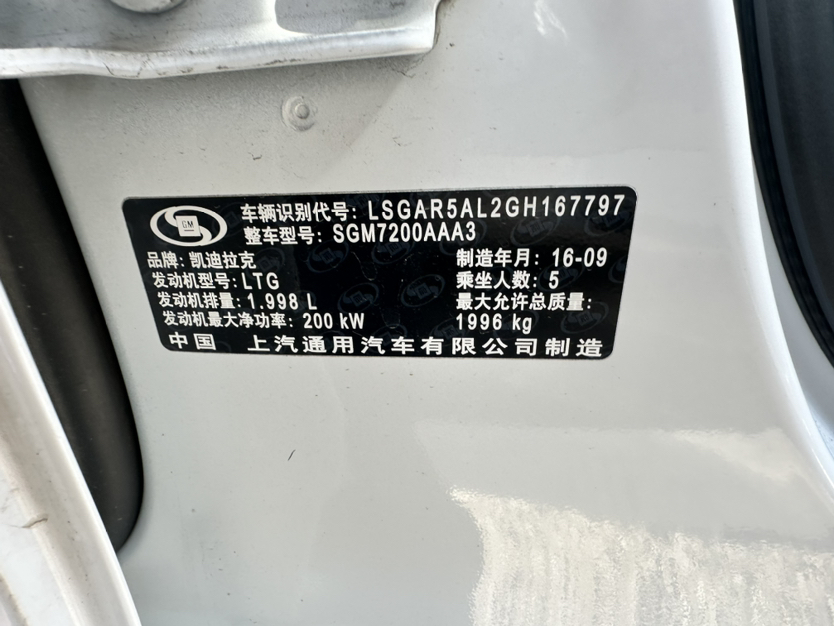 GM
车辆识别代号: LSGAR5AL2GH167797
整车型号: SGM7200AAA3
品牌: 凯迪拉克 制造年月: 16-09
发动机型号: LTG 乘坐人数: 5
发动机排量: 1.998 L 最大允许总质量:
发动机最大净功率: 200 kW 1996 kg
中国 上汽通用汽车有限公司制造